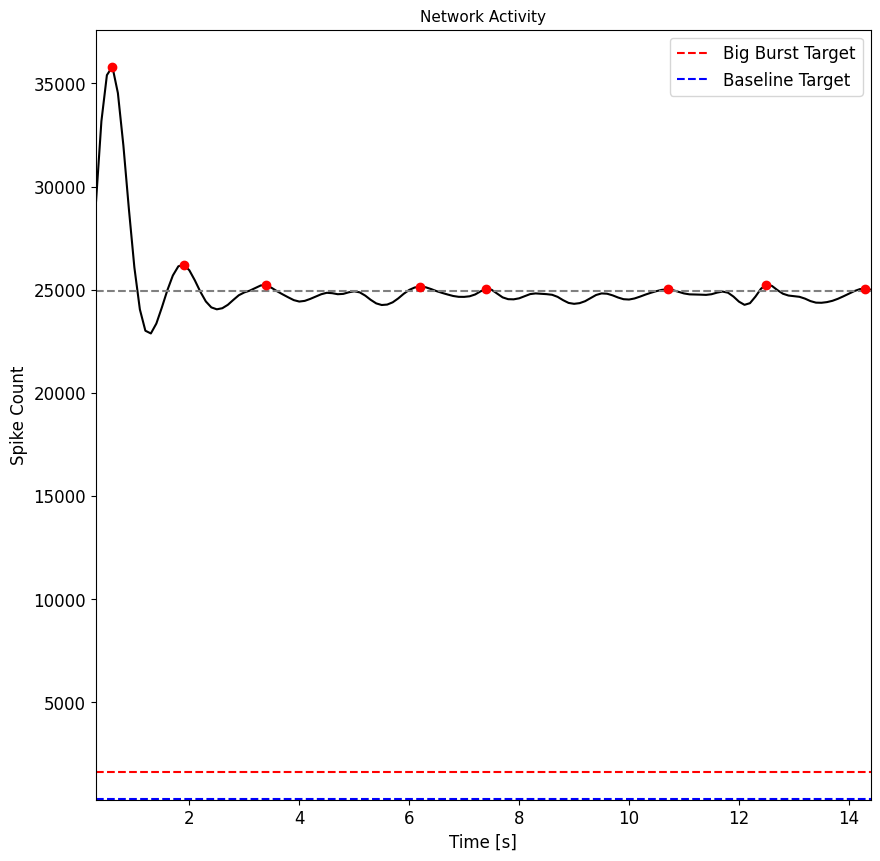 Network Activity
Big Burst Target
Baseline Target
Spike Count
35000
30000
25000
20000
15000
10000
5000
2 4 6 8 10 12 14
Time [s]